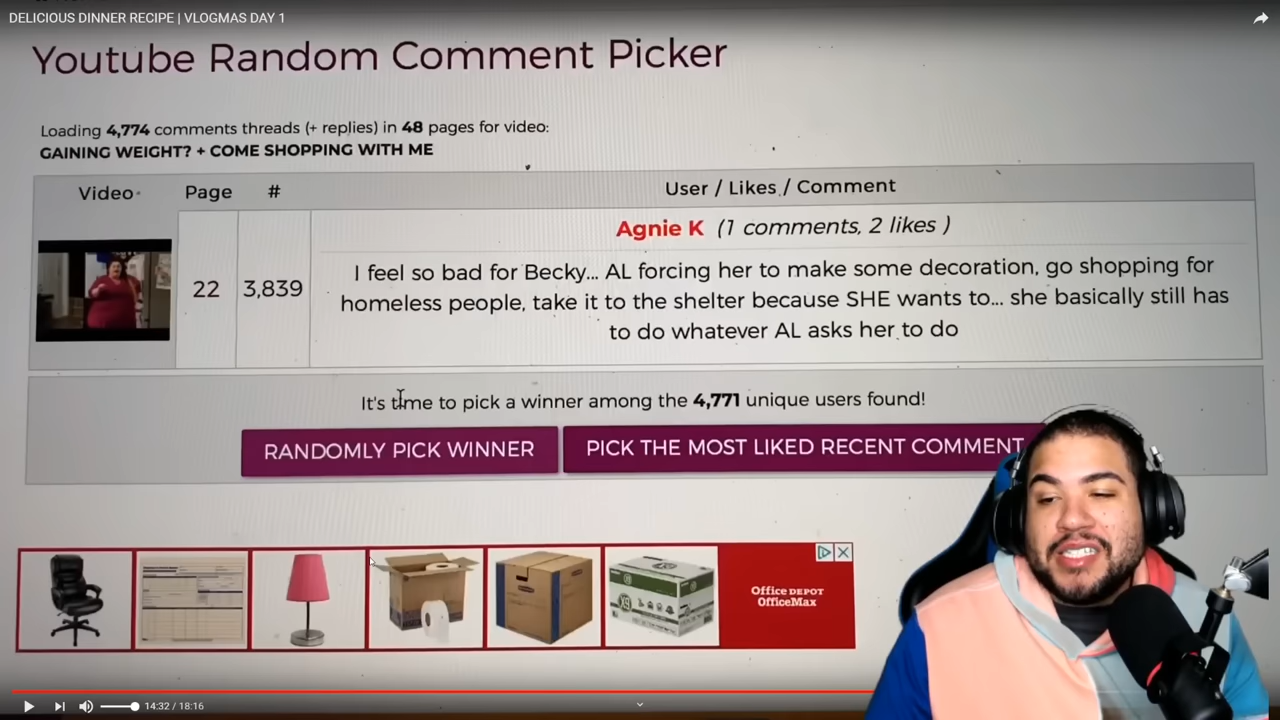 DELICIOUS DINNER RECIPE | VLOGMAS DAY 1
Youtube Random Comment Picker
Loading 4,774 comments threads (+ replies) in 48 pages for video:
GAINING WEIGHT? + COME SHOPPING WITH ME
Video Page # User / Likes / Comment
Agnie K (1 comments, 2 likes )
22 3,839
I feel so bad for Becky... AL forcing her to make some decoration, go shopping for
homeless people, take it to the shelter because SHE wants to... she basically still has
to do whatever AL asks her to do
It's time to pick a winner among the 4,771 unique users found!
RANDOMLY PICK WINNER PICK THE MOST LIKED RECENT COMMENT
Office DEPOT
OfficeMax
14:32 / 18:16